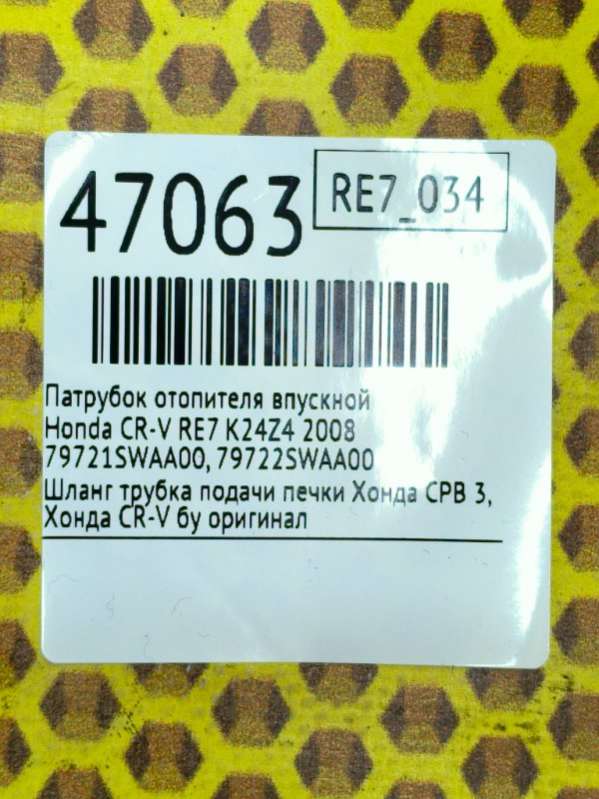 47063
RE7_034
Патрубок отопителя впускной
Honda CR-V RE7 K24Z4 2008
79721SWAA00, 79722SWAA00
Шланг трубка подачи печки Хонда СРВ 3,
Хонда CR-V бу оригинал